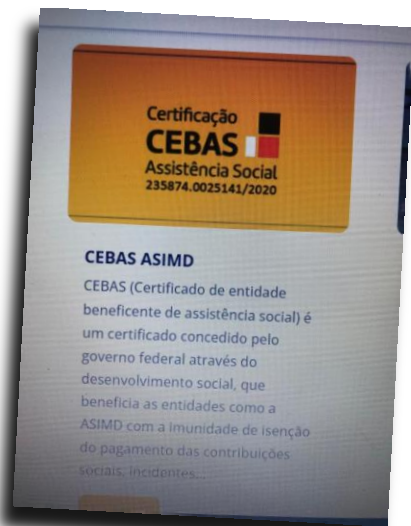 Certificação
CEBAS
Assistência Social
235874.0025141/2020
CEBAS ASIMD
CEBAS (Certificado de entidade
beneficente de assistência social) é
um certificado concedido pelo
governo federal através do
desenvolvimento social, que
beneficia as entidades como a
ASIMD com a imunidade de isenção
do pagamento das contribuições
sociais, incidentes...